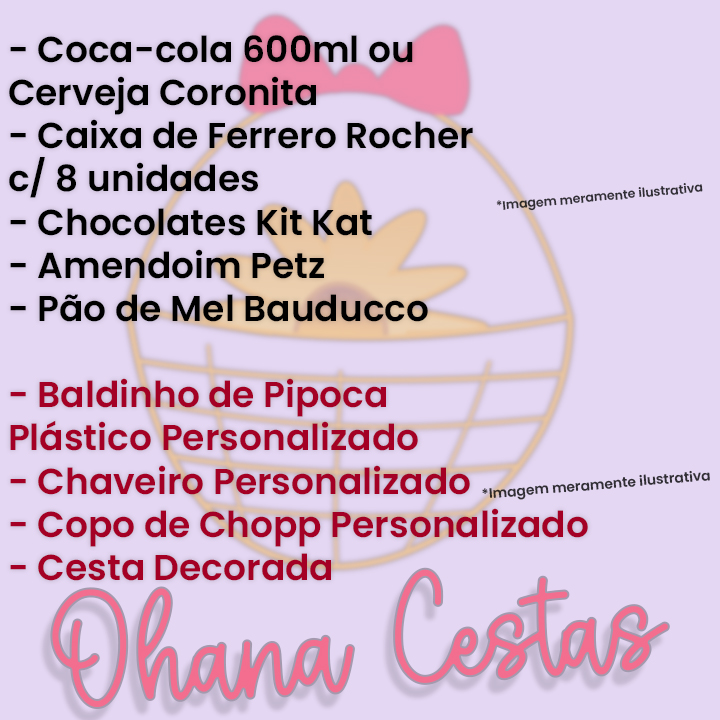 - Coca-cola 600ml ou
Cerveja Coronita
- Caixa de Ferrero Rocher
c/ 8 unidades
*Imagem meramente ilustrativa
- Chocolates Kit Kat
- Amendoim Petz
- Pão de Mel Bauducco
- Baldinho de Pipoca
Plástico Personalizado
- Chaveiro Personalizado
*Imagem meramente ilustrativa
- Copo de Chopp Personalizado
- Cesta Decorada
Ohana Cestas